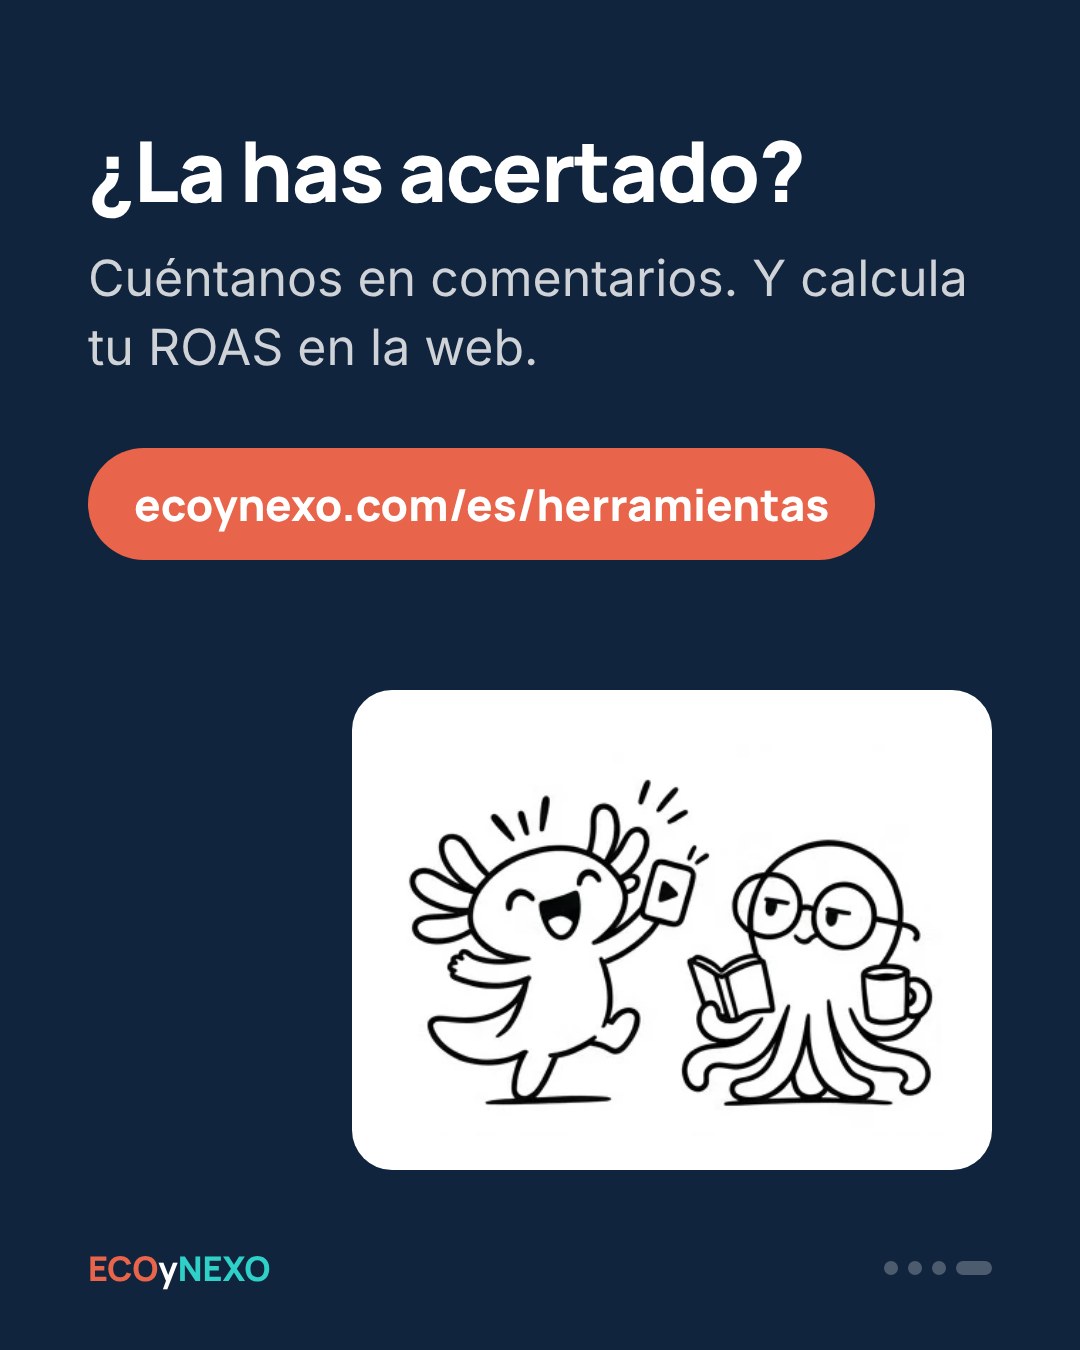 ¿La has acertado?
Cuéntanos en comentarios. Y calcula
tu ROAS en la web.
ecoynexo.com/es/herramientas
ECOyNEXO